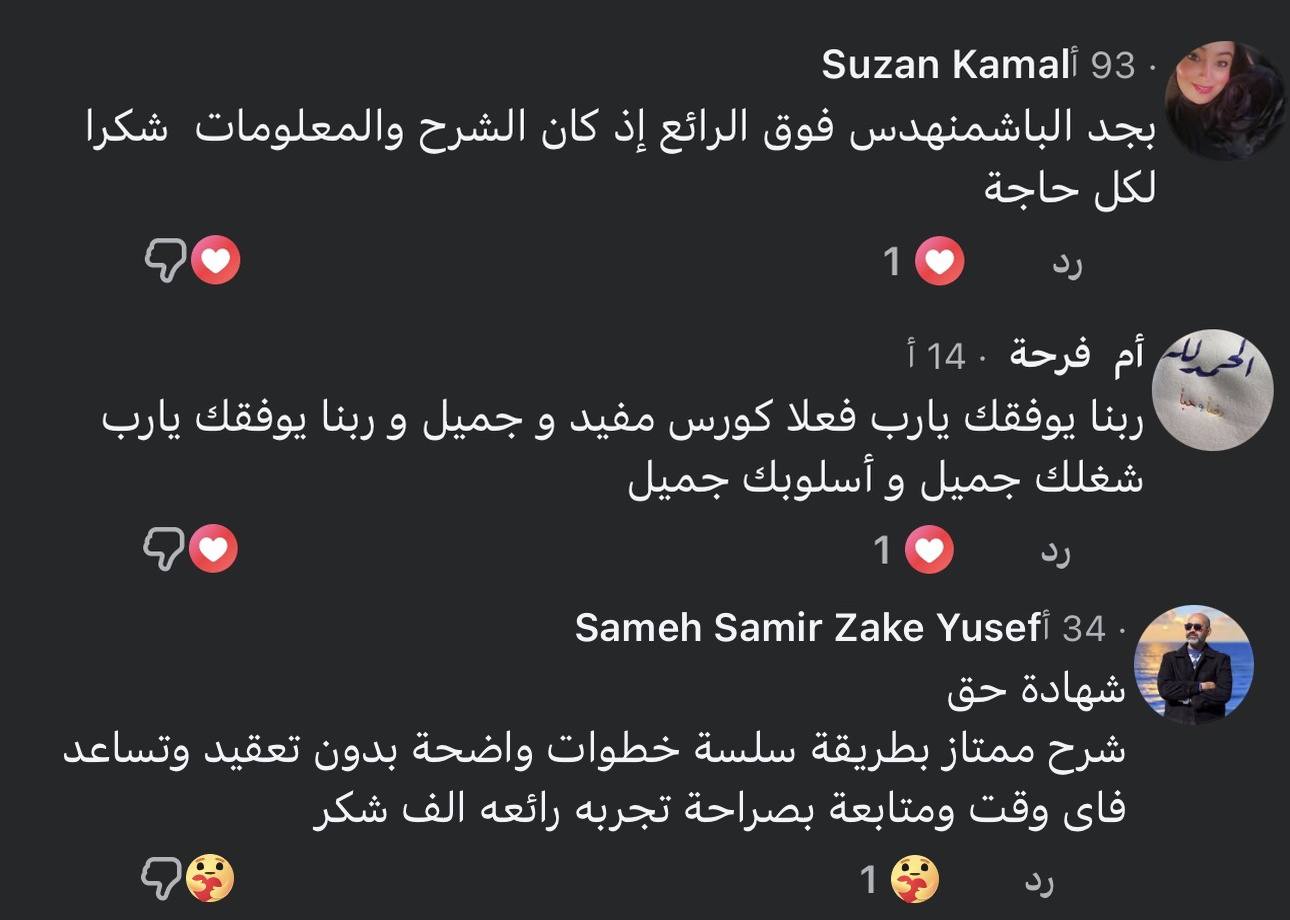 Suzan Kamal · 93 أ
بجد الباشمنهدس فوق الرائع إذ كان الشرح والمعلومات شكرا
لكل حاجة
رد 1
أم فرحة · 14 أ
ربنا يوفقك يارب فعلا كورس مفيد و جميل و ربنا يوفقك يارب
شغلك جميل و أسلوبك جميل
رد 1
Sameh Samir Zake Yusef · 34 أ
شهادة حق
شرح ممتاز بطريقة سلسة خطوات واضحة بدون تعقيد وتساعد
فاى وقت ومتابعة بصراحة تجربه رائعه الف شكر
رد 1
الحمد لله